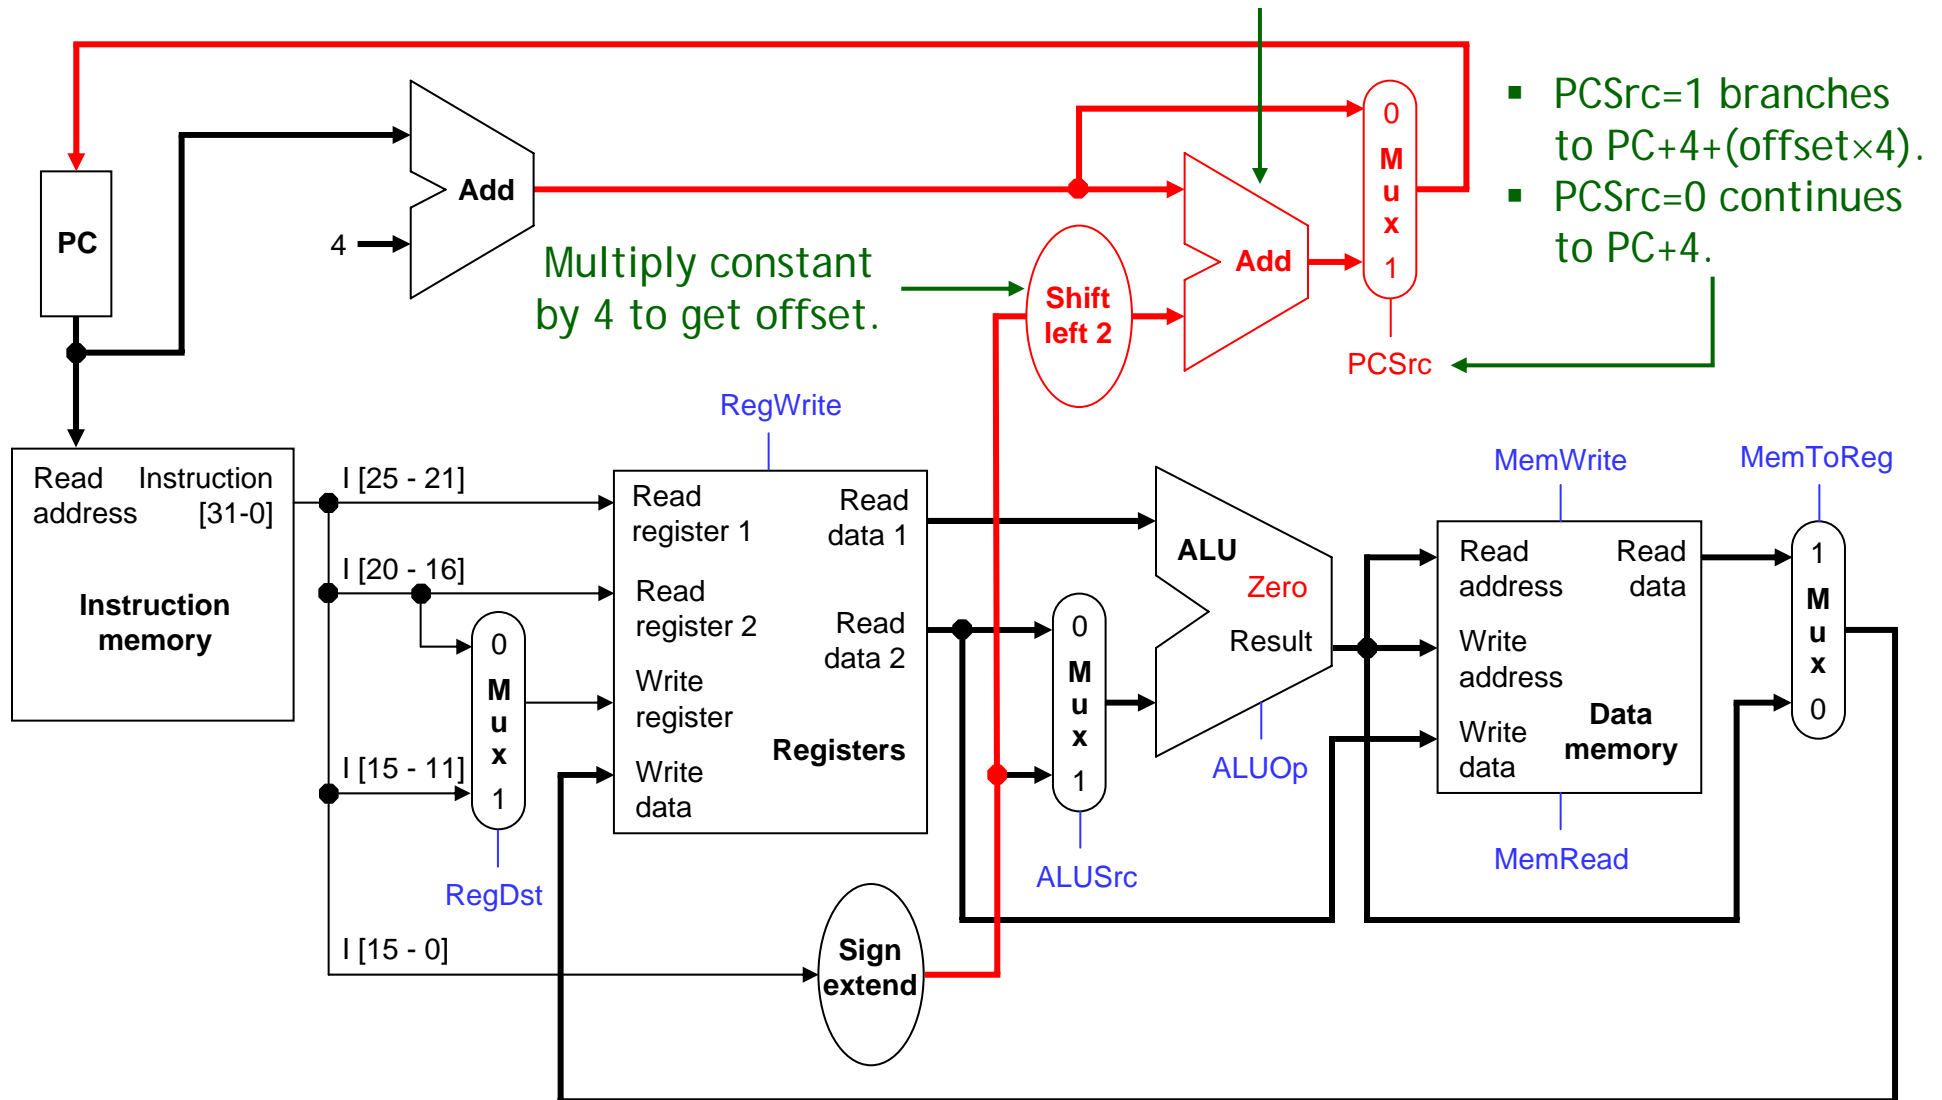 ▪ PCSrc=1 branches
to PC+4+(offset×4).
▪ PCSrc=0 continues
to PC+4.
0
M
u
x
1
PCSrc
Add
Add
4
PC
Multiply constant
by 4 to get offset.
Shift
left 2
RegWrite
MemWrite
MemToReg
Read
address
Instruction
[31-0]
Instruction
memory
I [25 - 21]
I [20 - 16]
I [15 - 11]
I [15 - 0]
0
M
u
x
1
RegDst
Read
register 1
Read
data 1
Read
register 2
Read
data 2
Write
register
Write
data
Registers
Sign
extend
0
M
u
x
1
ALUSrc
ALU
Zero
Result
ALUOp
Read
address
Read
data
Write
address
Write
data
Data
memory
MemRead
1
M
u
x
0